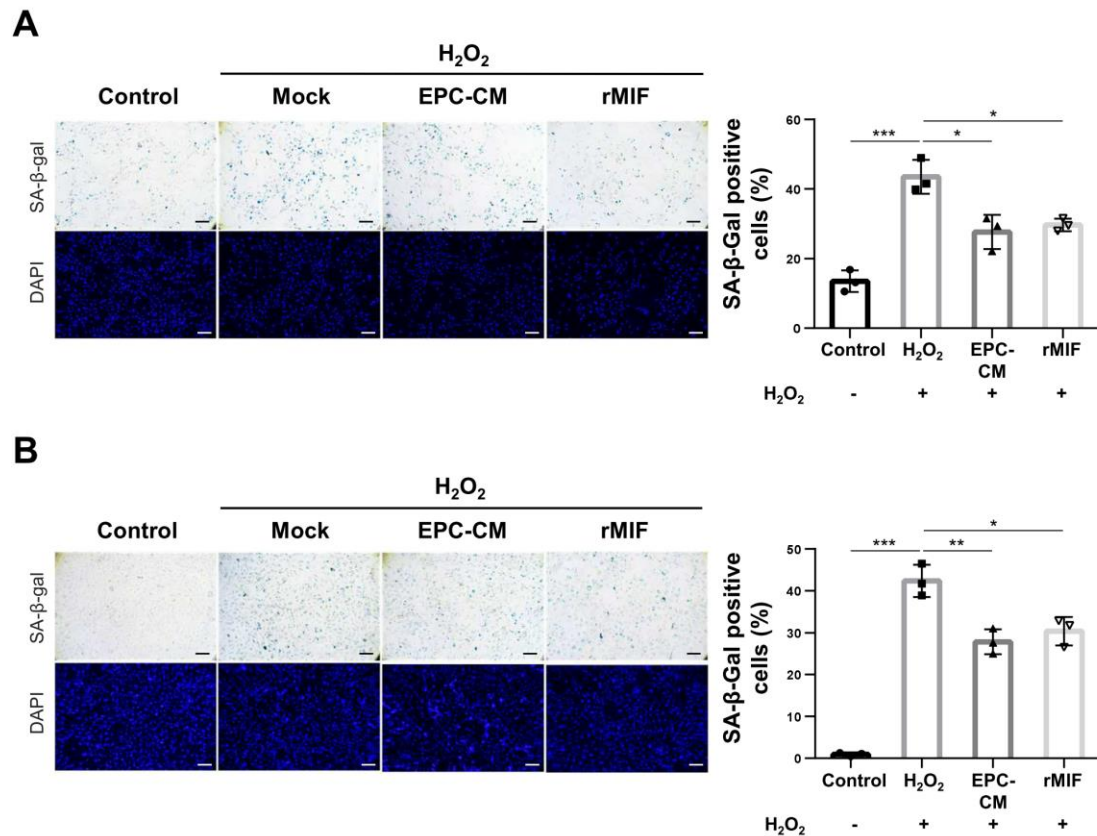 A
H₂O₂
Control Mock EPC-CM rMIF
SA-β-gal
DAPI
SA-β-Gal positive
cells (%)
60
40
20
0
*
*** *
Control H₂O₂ EPC- rMIF
CM
H₂O₂ - + + +
B
H₂O₂
Control Mock EPC-CM rMIF
SA-β-gal
DAPI
SA-β-Gal positive
cells (%)
50
40
30
20
10
0
*
*** **
Control H₂O₂ EPC- rMIF
CM
H₂O₂ - + + +